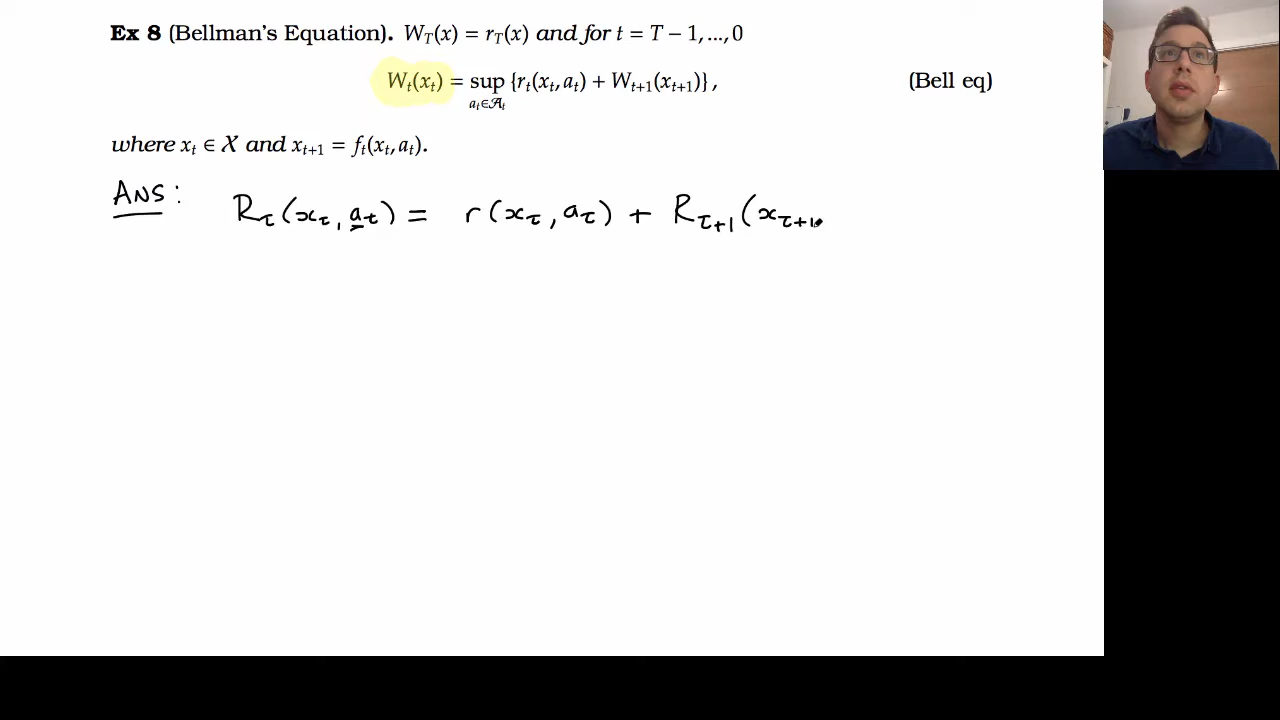 Ex 8 (Bellman's Equation). W_T(x) = r_T(x) and for t = T − 1, ..., 0
W_t(x_t) = sup_{a_t∈𝒜_t} {r_t(x_t, a_t) + W_{t+1}(x_{t+1})} , (Bell eq)
where x_t ∈ 𝒳 and x_{t+1} = f_t(x_t, a_t).
Ans: R_τ(x_τ, a_t) = r(x_τ, a_τ) + R_{τ+1}(x_{τ+1}